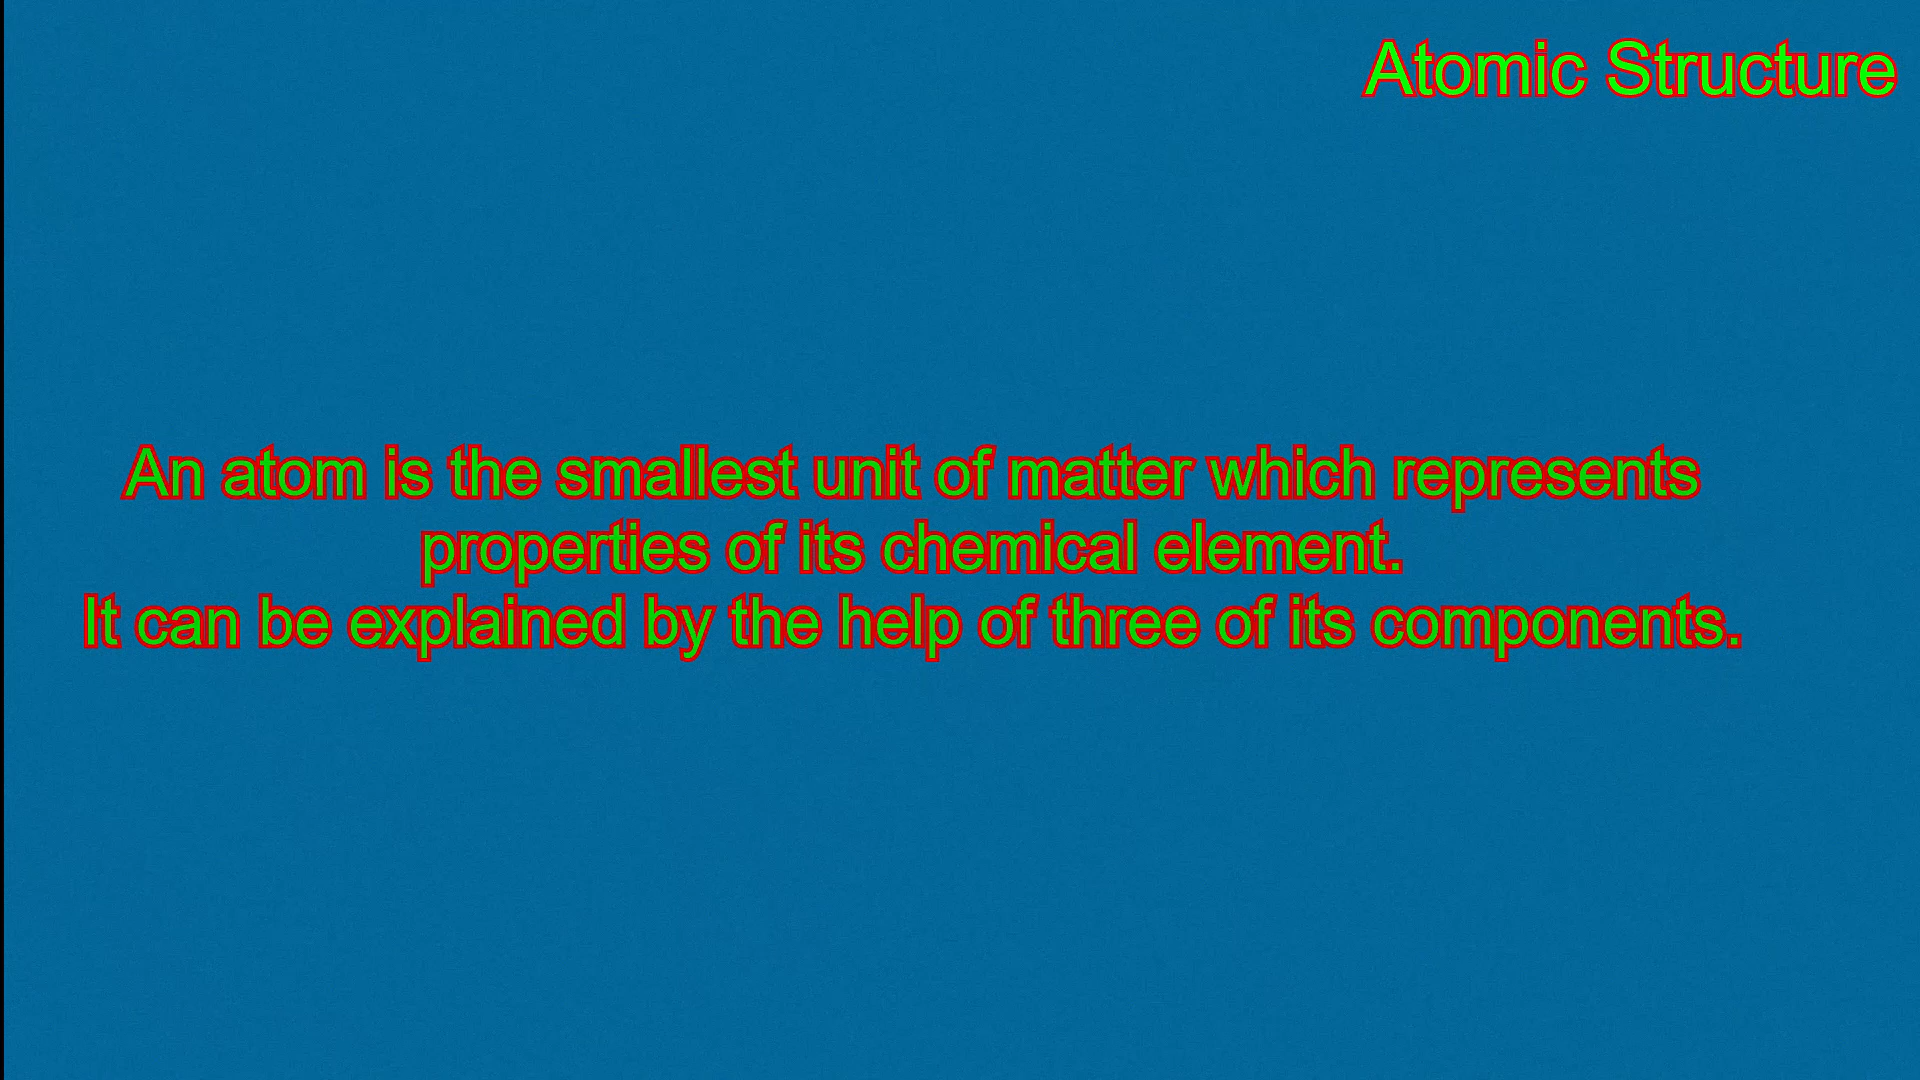 Atomic Structure
An atom is the smallest unit of matter which represents
properties of its chemical element.
It can be explained by the help of three of its components.